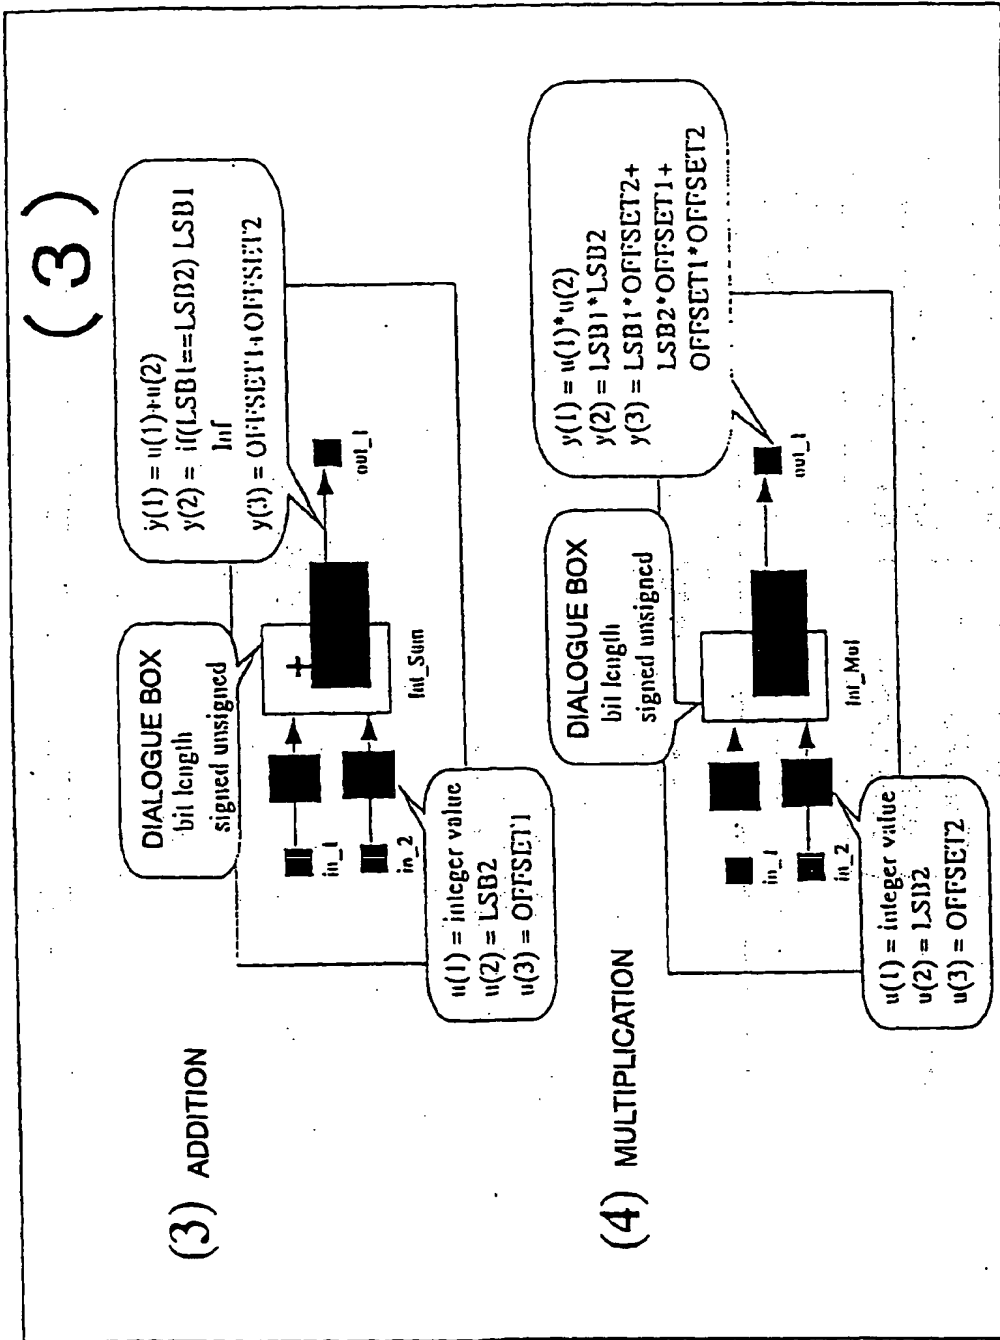 (3)
(3) ADDITION
DIALOGUE BOX
bit length
signed unsigned
y(1) = u(1)+u(2)
y(2) = if((LSB1==LSB2) LSB1
Inf
y(3) = OFFSET1+OFFSET2
+
in_1
in_2
Int_Sum
out_1
u(1) = integer value
u(2) = LSB2
u(3) = OFFSET1
(4) MULTIPLICATION
DIALOGUE BOX
bit length
signed unsigned
y(1) = u(1)*u(2)
y(2) = LSB1*LSB2
y(3) = LSB1*OFFSET2+
LSB2*OFFSET1+
OFFSET1*OFFSET2
in_1
in_2
Int_Mul
out_1
u(1) = integer value
u(2) = LSB2
u(3) = OFFSET2